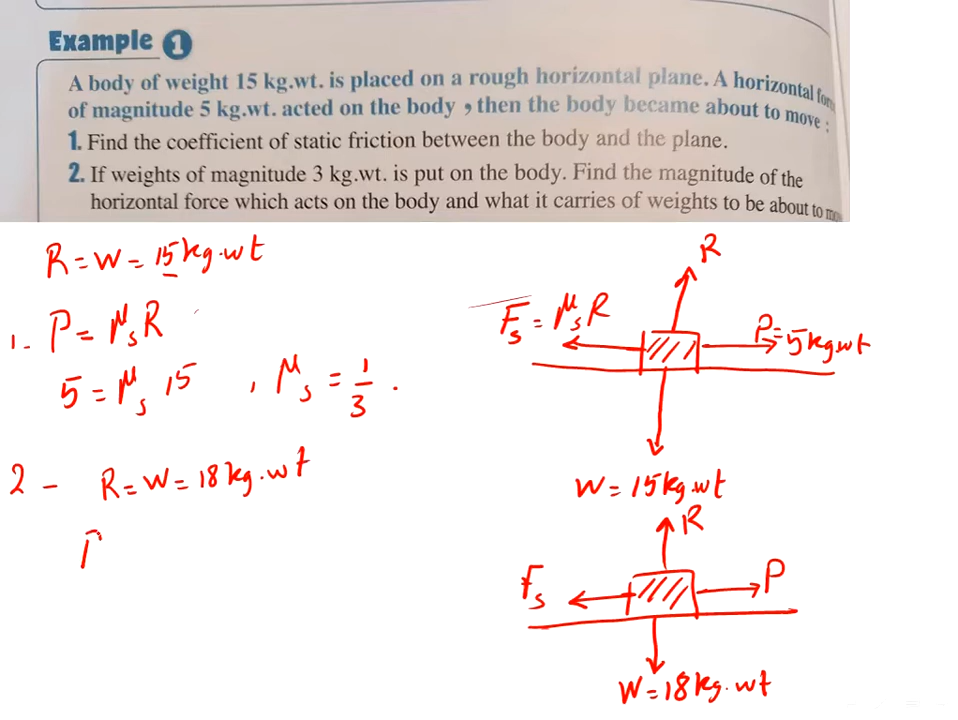 Example 1
A body of weight 15 kg.wt. is placed on a rough horizontal plane. A horizontal
of magnitude 5 kg.wt. acted on the body , then the body became about to move :
1. Find the coefficient of static friction between the body and the plane.
2. If weights of magnitude 3 kg.wt. is put on the body. Find the magnitude of the
horizontal force which acts on the body and what it carries of weights to be about to
R = W = 15 kg.wt
1- P = μs R
5 = μs 15 , μs = 1/3 .
2 - R = W = 18 kg.wt
R
Fs = μs R
P = 5 kg wt
W = 15 kg.wt
R
Fs
P
W = 18 kg.wt